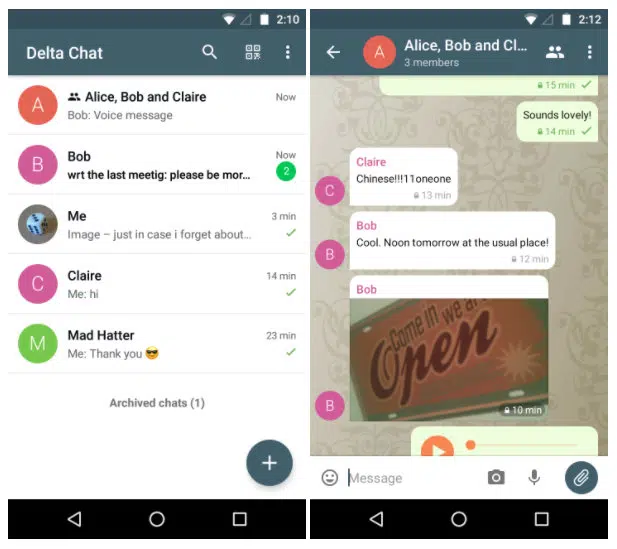 2:10
Delta Chat
A
Alice, Bob and Claire
Now
Bob: Voice message
B
Bob
Now
wrt the last meetig: please be mor...
2
Me
3 min
Image – just in case i forget about...
C
Claire
14 min
Me: hi
M
Mad Hatter
23 min
Me: Thank you 😎
Archived chats (1)
2:12
A
Alice, Bob and Cl...
3 members
15 min
Sounds lovely!
14 min
Claire
Chinese!!!11oneone
C
13 min
Bob
Cool. Noon tomorrow at the usual place!
B
12 min
Bob
Come in we are
Open
B
10 min
Message